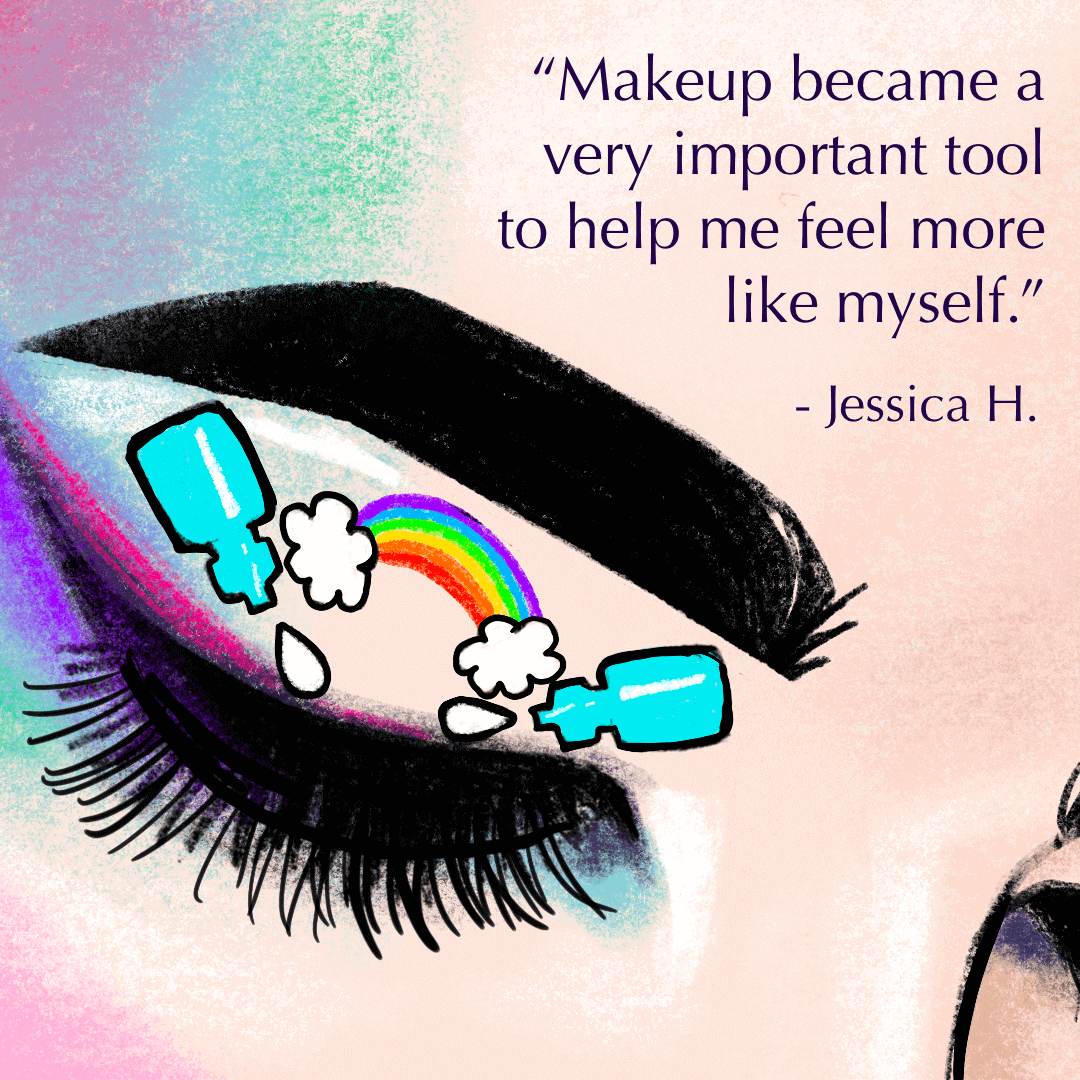 “Makeup became a
very important tool
to help me feel more
like myself.”
- Jessica H.